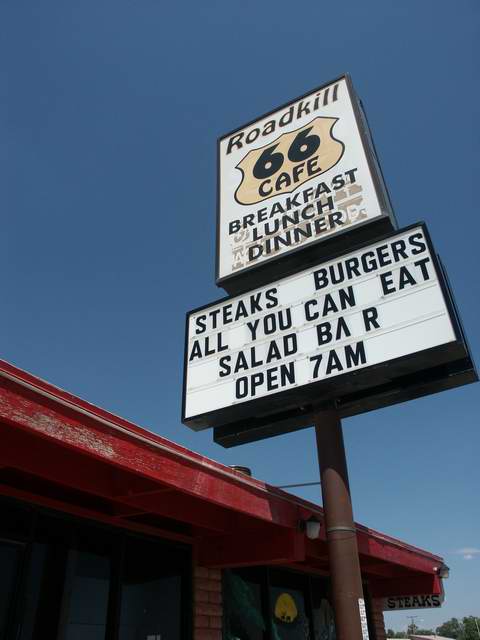 Roadkill
66
CAFE
BREAKFAST
LUNCH
DINNER
STEAKS BURGERS
ALL YOU CAN EAT
SALAD BAR
OPEN 7AM
STEAKS